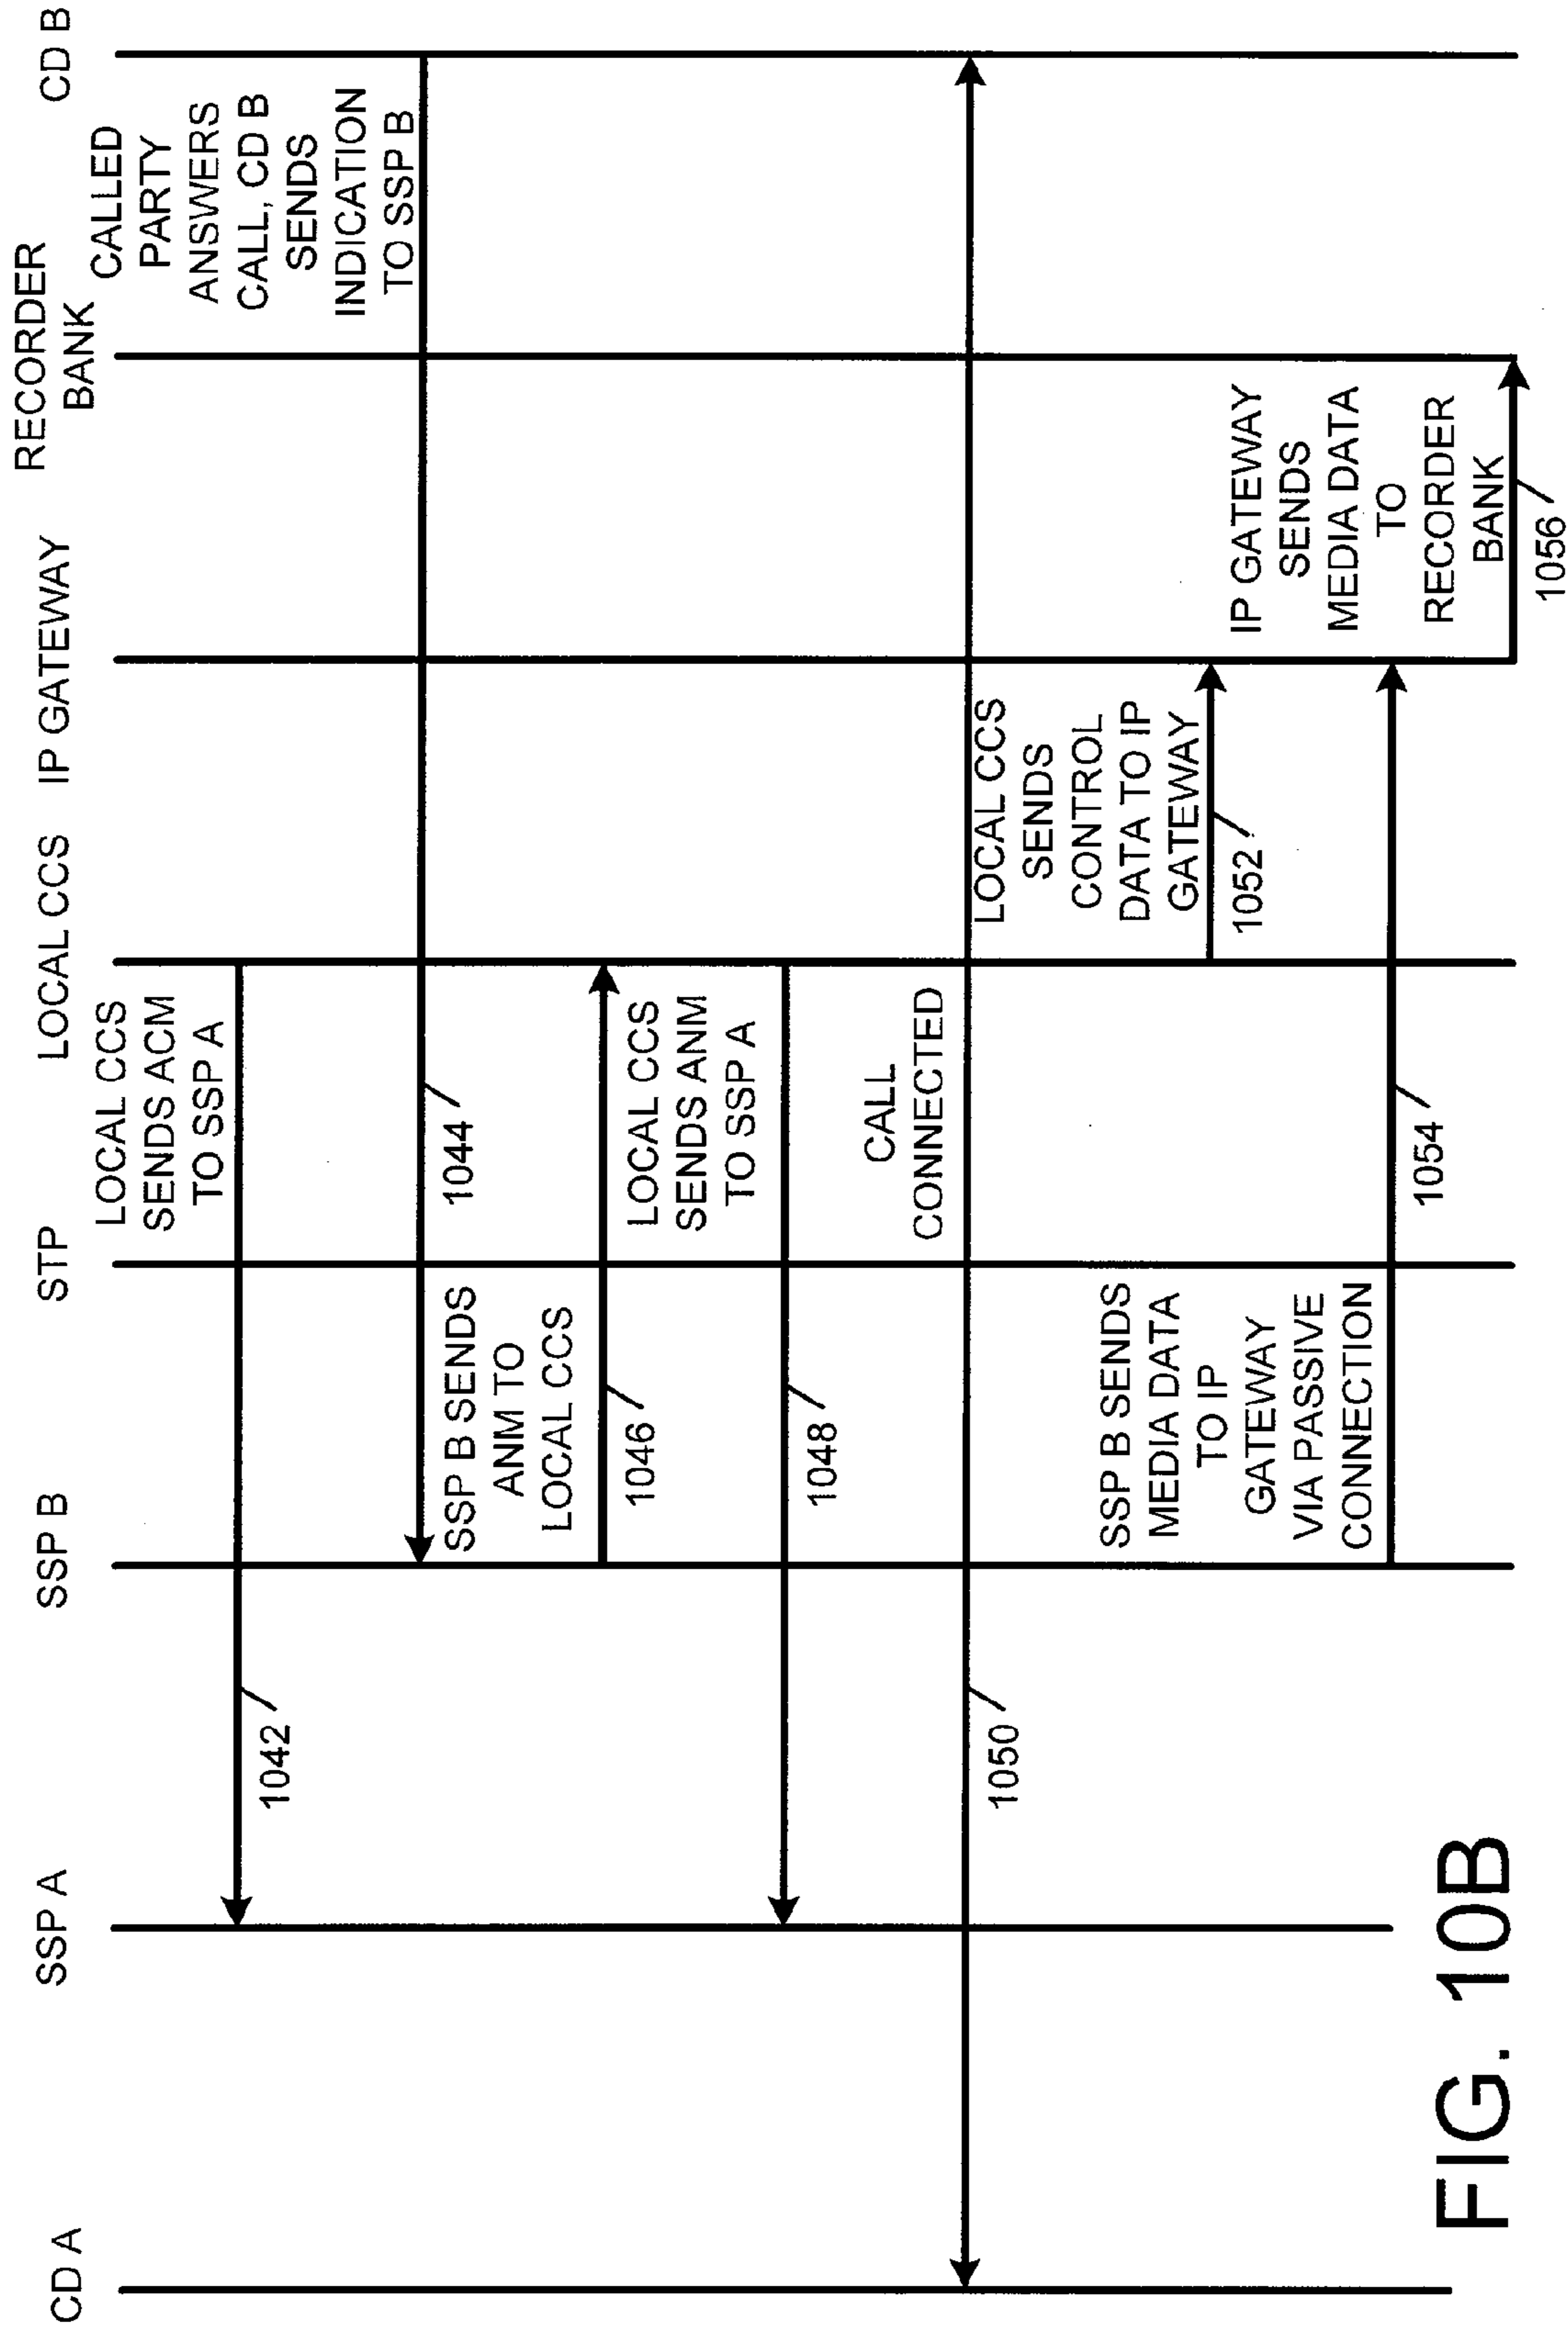 CD A
SSP A
SSP B
STP
LOCAL CCS
IP GATEWAY
RECORDER
BANK
CD B
LOCAL CCS
SENDS ACM
TO SSP A
1042
CALLED
PARTY
ANSWERS
CALL, CD B
SENDS
INDICATION
TO SSP B
1044
SSP B SENDS
ANM TO
LOCAL CCS
1046
LOCAL CCS
SENDS ANM
TO SSP A
1048
CALL
CONNECTED
1050
LOCAL CCS
SENDS
CONTROL
DATA TO IP
GATEWAY
1052
SSP B SENDS
MEDIA DATA
TO IP
GATEWAY
VIA PASSIVE
CONNECTION
1054
IP GATEWAY
SENDS
MEDIA DATA
TO
RECORDER
BANK
1056
FIG. 10B